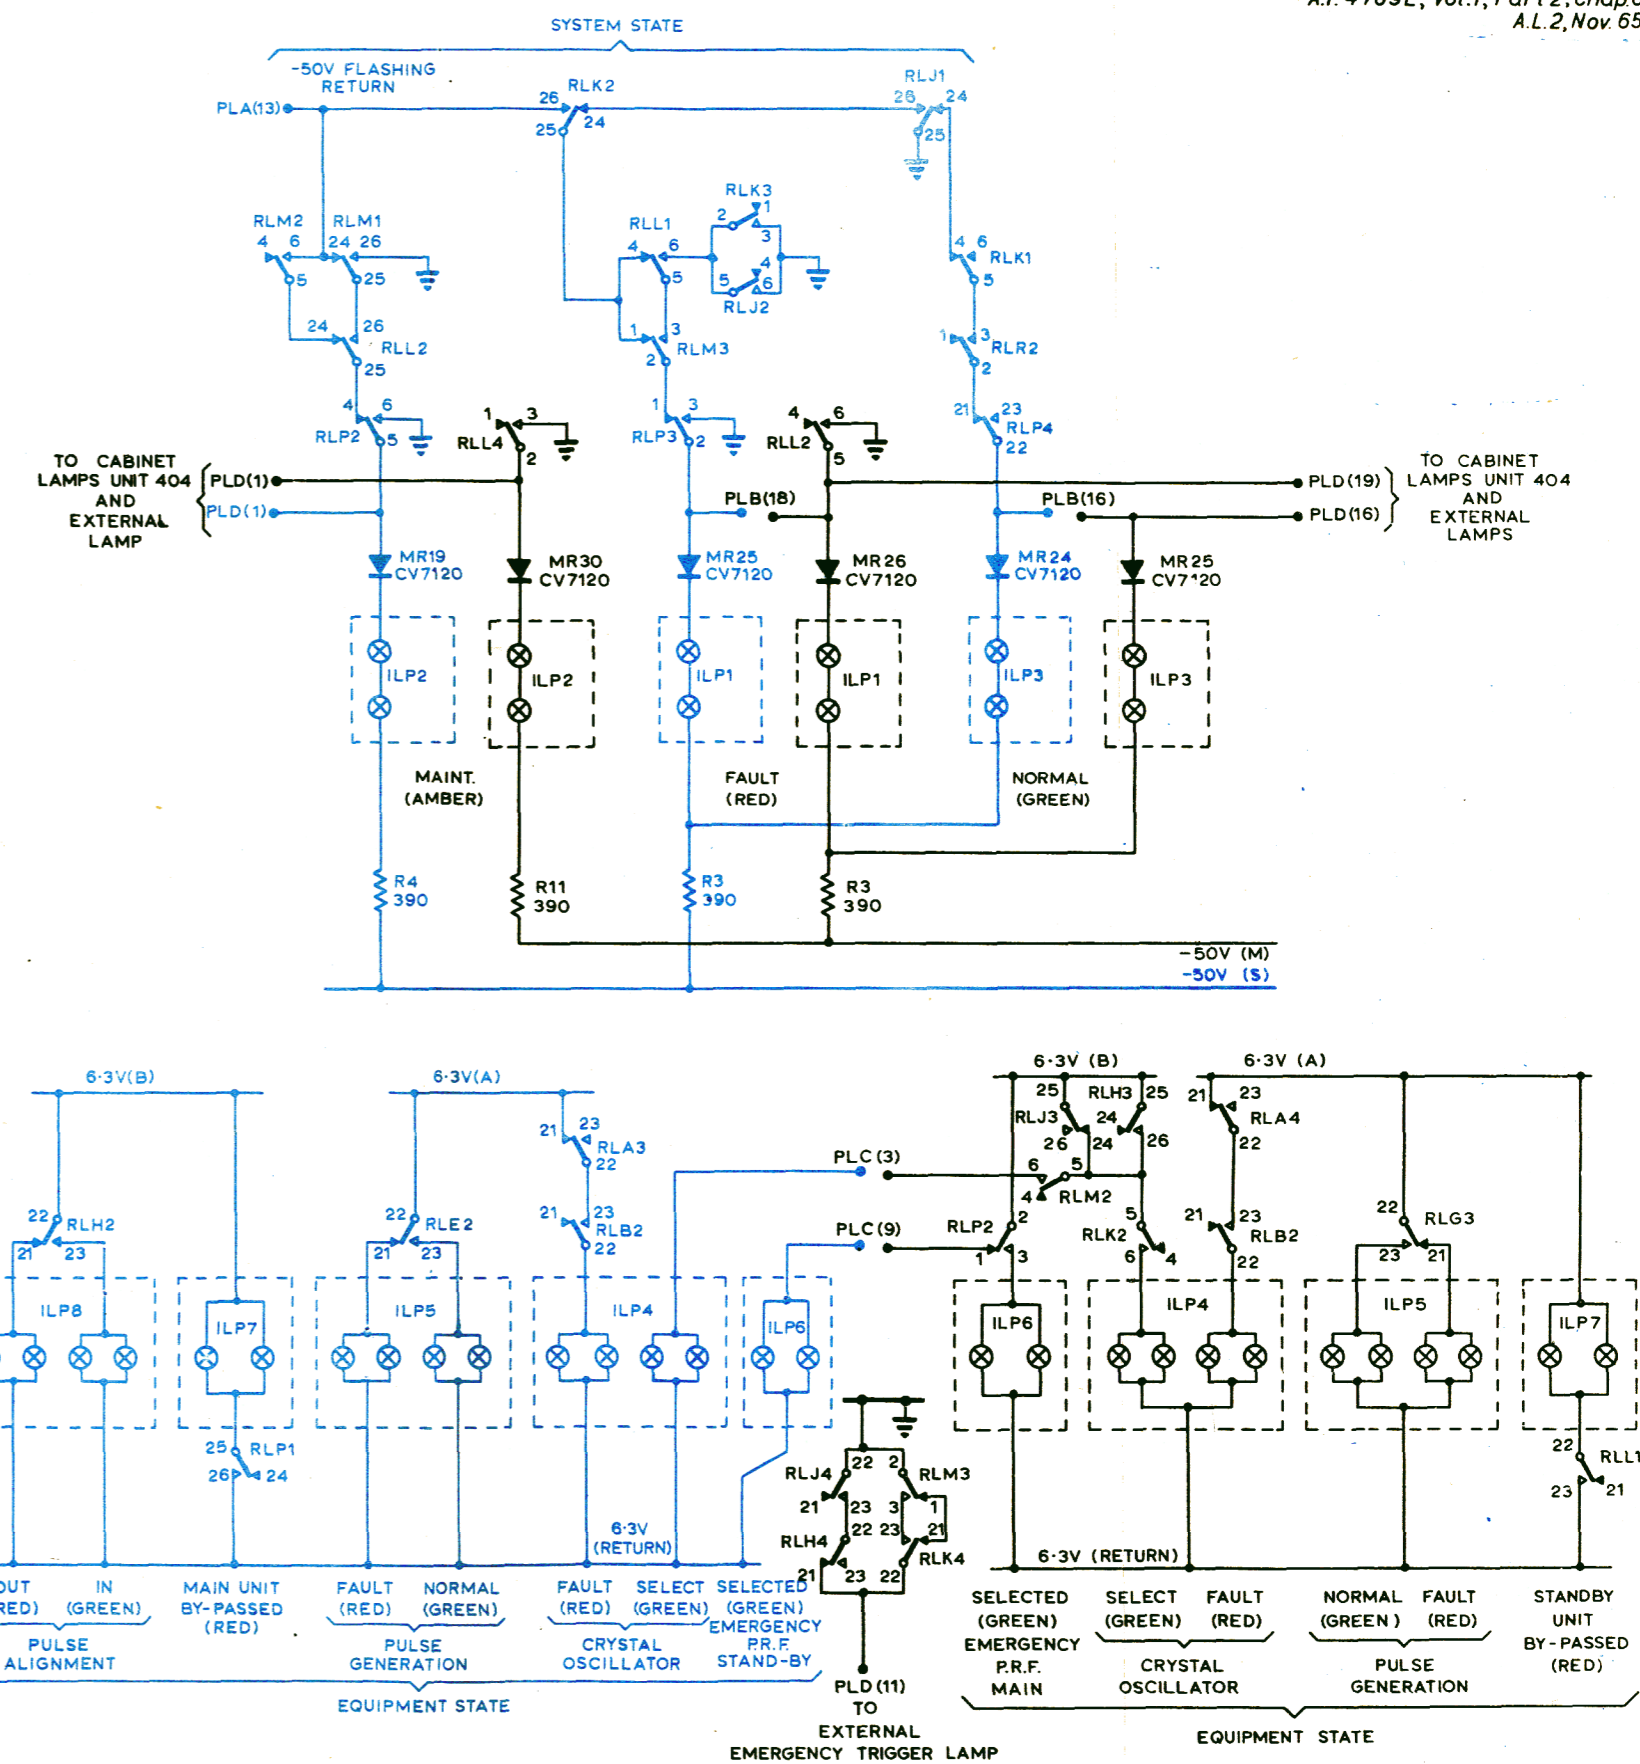 A.L.2, Nov. 65
SYSTEM STATE
-50V FLASHING
RETURN
PLA(13)
RLK2
26
25
24
RLJ1
26
24
25
RLM2
RLM1
4
6
24
26
5
25
24
26
RLL2
25
4
6
RLP2
5
RLK3
2
1
3
RLL1
4
6
5
5
4
6
RLJ2
1
3
2
RLM3
1
3
RLP3
2
4
6
RLK1
5
1
3
RLR2
2
21
23
RLP4
22
1
3
RLL4
2
4
6
RLL2
5
TO CABINET
LAMPS UNIT 404
AND
EXTERNAL
LAMP
PLD(1)
PLD(1)
PLB(18)
PLB(16)
PLD(19)
PLD(16)
TO CABINET
LAMPS UNIT 404
AND
EXTERNAL
LAMPS
MR19
CV7120
MR30
CV7120
MR25
CV7120
MR26
CV7120
MR24
CV7120
MR25
CV7120
ILP2
ILP2
ILP1
ILP1
ILP3
ILP3
MAINT.
(AMBER)
FAULT
(RED)
NORMAL
(GREEN)
R4
390
R11
390
R3
390
R3
390
-50V (M)
-50V (S)
6·3V(B)
6·3V(A)
6·3V (B)
6·3V (A)
22
RLH2
21
23
22
RLE2
21
23
21
23
RLA3
22
21
23
RLB2
22
PLC(3)
PLC(9)
25
RLJ3
26
24
RLH3
25
24
26
6
5
4
RLM2
RLP2
2
1
3
5
RLK2
6
4
21
23
RLA4
22
21
23
RLB2
22
22
RLG3
23
21
ILP8
ILP7
ILP5
ILP4
ILP6
ILP6
ILP4
ILP5
ILP7
25
RLP1
26
24
22
2
RLJ4
RLM3
21
23
3
1
22
23
21
RLH4
RLK4
21
23
22
22
RLL1
23
21
6·3V
(RETURN)
6·3V (RETURN)
OUT
RED)
IN
(GREEN)
PULSE
ALIGNMENT
MAIN UNIT
BY-PASSED
(RED)
FAULT
(RED)
NORMAL
(GREEN)
PULSE
GENERATION
FAULT
(RED)
SELECT
(GREEN)
CRYSTAL
OSCILLATOR
SELECTED
(GREEN)
EMERGENCY
P.R.F.
STAND-BY
EQUIPMENT STATE
PLD (11)
TO
EXTERNAL
EMERGENCY TRIGGER LAMP
SELECTED
(GREEN)
EMERGENCY
P.R.F.
MAIN
SELECT
(GREEN)
FAULT
(RED)
CRYSTAL
OSCILLATOR
NORMAL
(GREEN)
FAULT
(RED)
PULSE
GENERATION
STANDBY
UNIT
BY-PASSED
(RED)
EQUIPMENT STATE